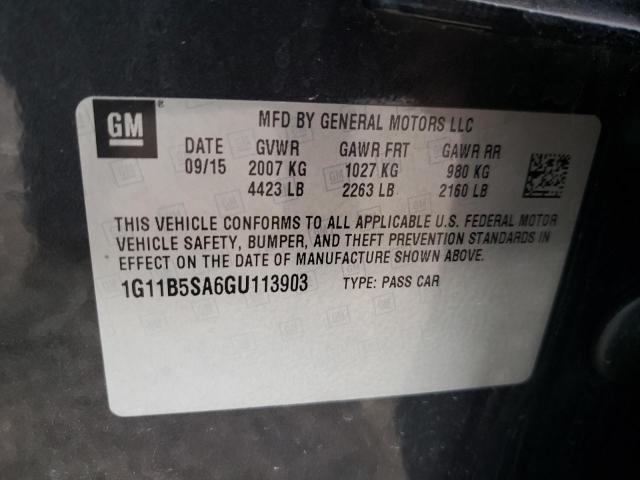 GM ®
MFD BY GENERAL MOTORS LLC
DATE GVWR GAWR FRT GAWR RR
09/15 2007 KG 1027 KG 980 KG
4423 LB 2263 LB 2160 LB
THIS VEHICLE CONFORMS TO ALL APPLICABLE U.S. FEDERAL MOTOR
VEHICLE SAFETY, BUMPER, AND THEFT PREVENTION STANDARDS IN
EFFECT ON THE DATE OF MANUFACTURE SHOWN ABOVE.
1G11B5SA6GU113903 TYPE: PASS CAR